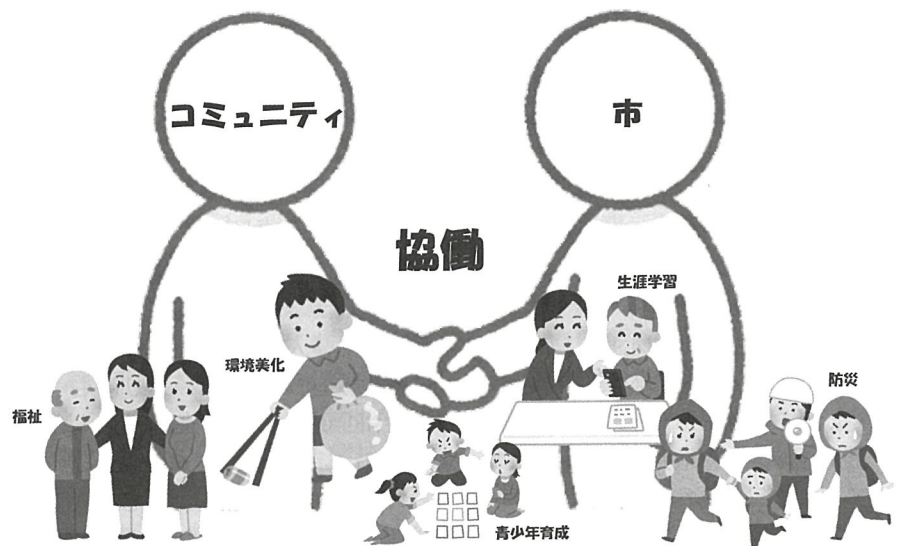 コミュニティ
市
協働
生涯学習
環境美化
防災
福祉
青少年育成